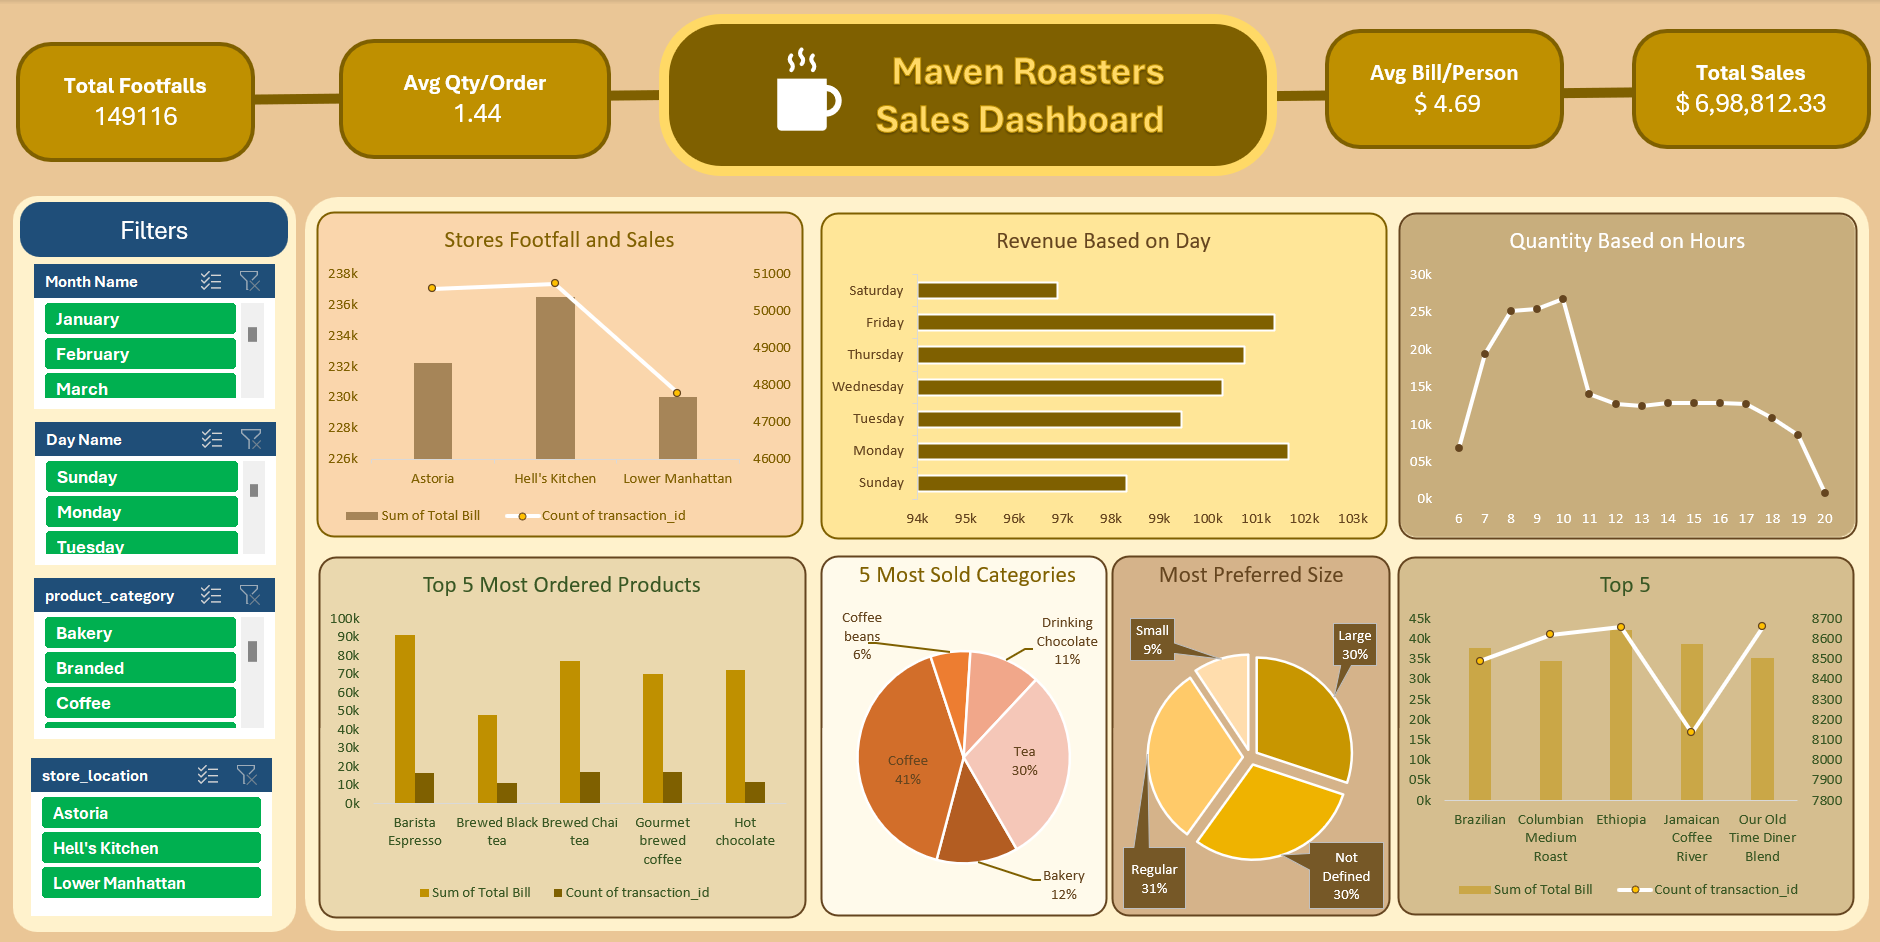 Total Footfalls
149116
Avg Qty/Order
1.44
Maven Roasters
Sales Dashboard
Avg Bill/Person
$ 4.69
Total Sales
$ 6,98,812.33
Filters
Month Name
January
February
March
Day Name
Sunday
Monday
Tuesday
product_category
Bakery
Branded
Coffee
store_location
Astoria
Hell's Kitchen
Lower Manhattan
Stores Footfall and Sales
238k
236k
234k
232k
230k
228k
226k
51000
50000
49000
48000
47000
46000
Astoria
Hell's Kitchen
Lower Manhattan
Sum of Total Bill
Count of transaction_id
Revenue Based on Day
Saturday
Friday
Thursday
Wednesday
Tuesday
Monday
Sunday
94k 95k 96k 97k 98k 99k 100k 101k 102k 103k
Quantity Based on Hours
30k
25k
20k
15k
10k
05k
0k
6 7 8 9 10 11 12 13 14 15 16 17 18 19 20
Top 5 Most Ordered Products
100k
90k
80k
70k
60k
50k
40k
30k
20k
10k
0k
Barista
Espresso
Brewed Black
tea
Brewed Chai
tea
Gourmet
brewed
coffee
Hot
chocolate
Sum of Total Bill
Count of transaction_id
5 Most Sold Categories
Coffee
beans
6%
Drinking
Chocolate
11%
Coffee
41%
Tea
30%
Bakery
12%
Most Preferred Size
Small
9%
Large
30%
Regular
31%
Not
Defined
30%
Top 5
45k
40k
35k
30k
25k
20k
15k
10k
05k
0k
8700
8600
8500
8400
8300
8200
8100
8000
7900
7800
Brazilian
Columbian
Medium
Roast
Ethiopia
Jamaican
Coffee
River
Our Old
Time Diner
Blend
Sum of Total Bill
Count of transaction_id